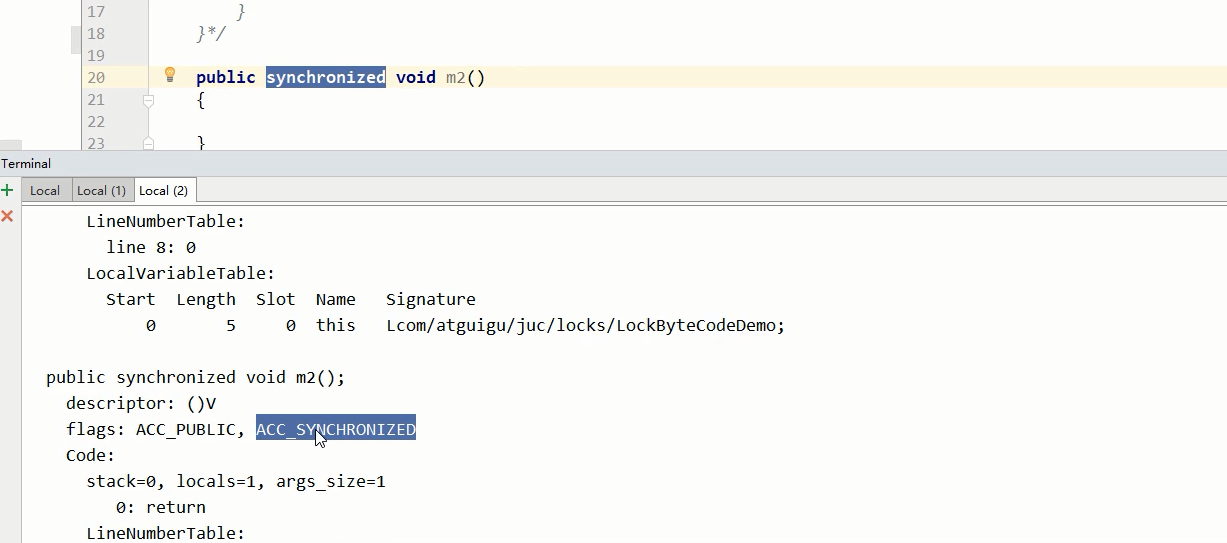 17 }
18 }*/
19
20 public synchronized void m2()
21 {
22
23 }
Terminal
Local Local (1) Local (2)
LineNumberTable:
line 8: 0
LocalVariableTable:
Start Length Slot Name Signature
0 5 0 this Lcom/atguigu/juc/locks/LockByteCodeDemo;
public synchronized void m2();
descriptor: ()V
flags: ACC_PUBLIC, ACC_SYNCHRONIZED
Code:
stack=0, locals=1, args_size=1
0: return
LineNumberTable: